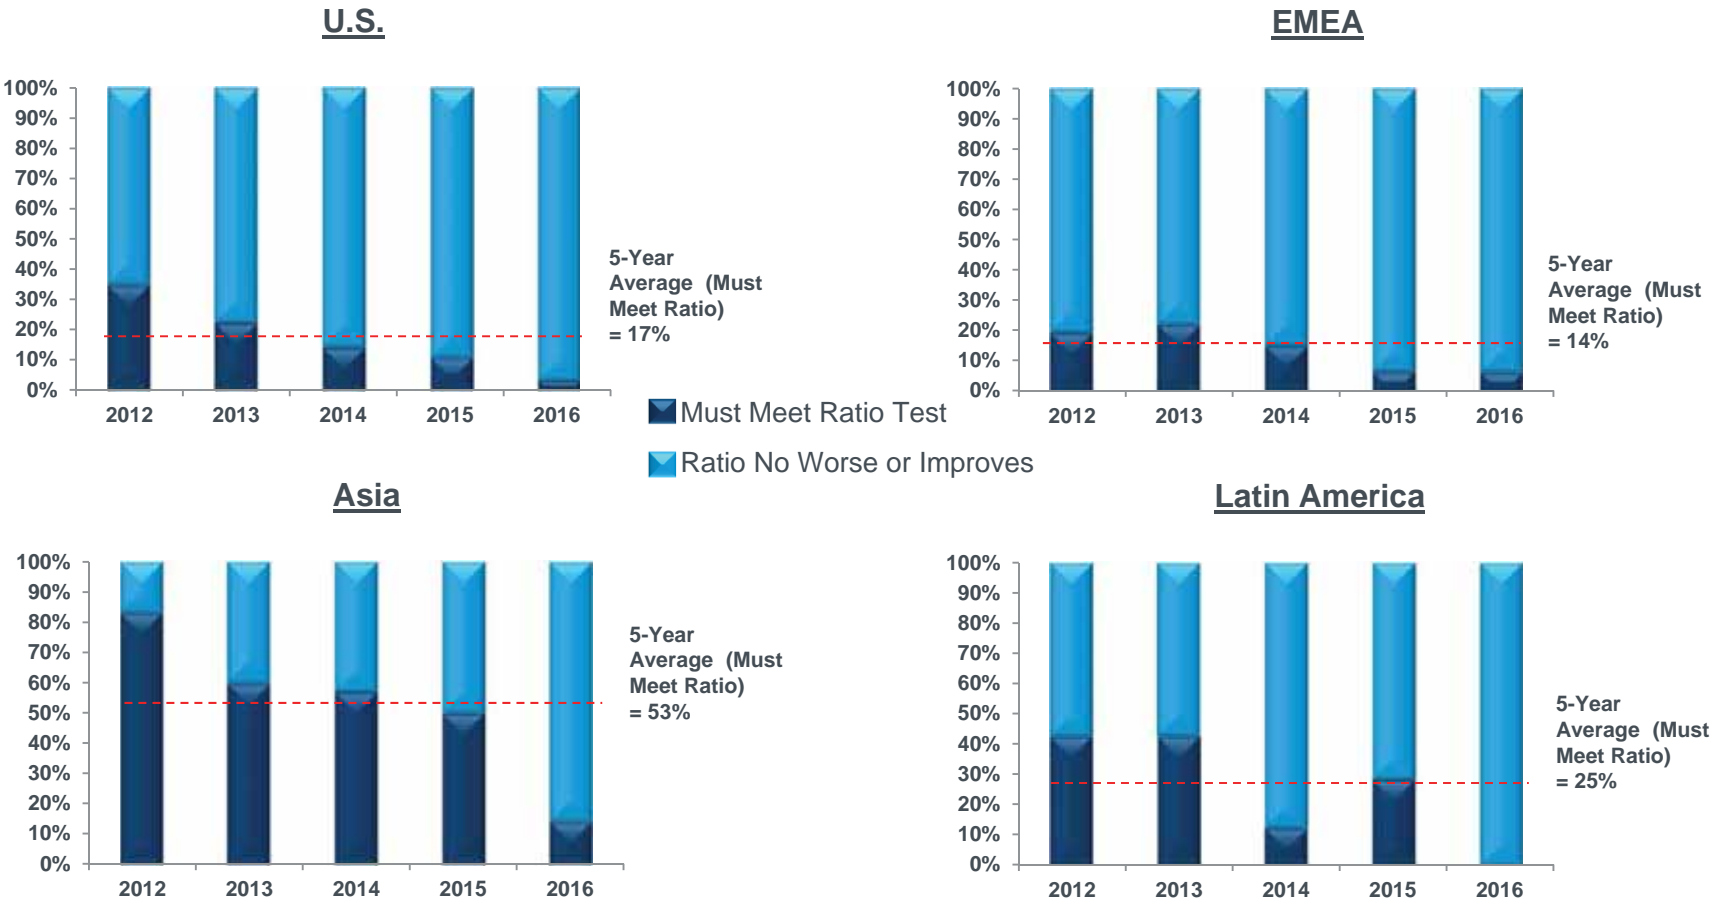 U.S.
100%
90%
80%
70%
60%
50%
40%
30%
20%
10%
0%
2012 2013 2014 2015 2016
5-Year
Average (Must
Meet Ratio)
= 17%
EMEA
100%
90%
80%
70%
60%
50%
40%
30%
20%
10%
0%
2012 2013 2014 2015 2016
5-Year
Average (Must
Meet Ratio)
= 14%
Must Meet Ratio Test
Ratio No Worse or Improves
Asia
100%
90%
80%
70%
60%
50%
40%
30%
20%
10%
0%
2012 2013 2014 2015 2016
5-Year
Average (Must
Meet Ratio)
= 53%
Latin America
100%
90%
80%
70%
60%
50%
40%
30%
20%
10%
0%
2012 2013 2014 2015 2016
5-Year
Average (Must
Meet Ratio)
= 25%